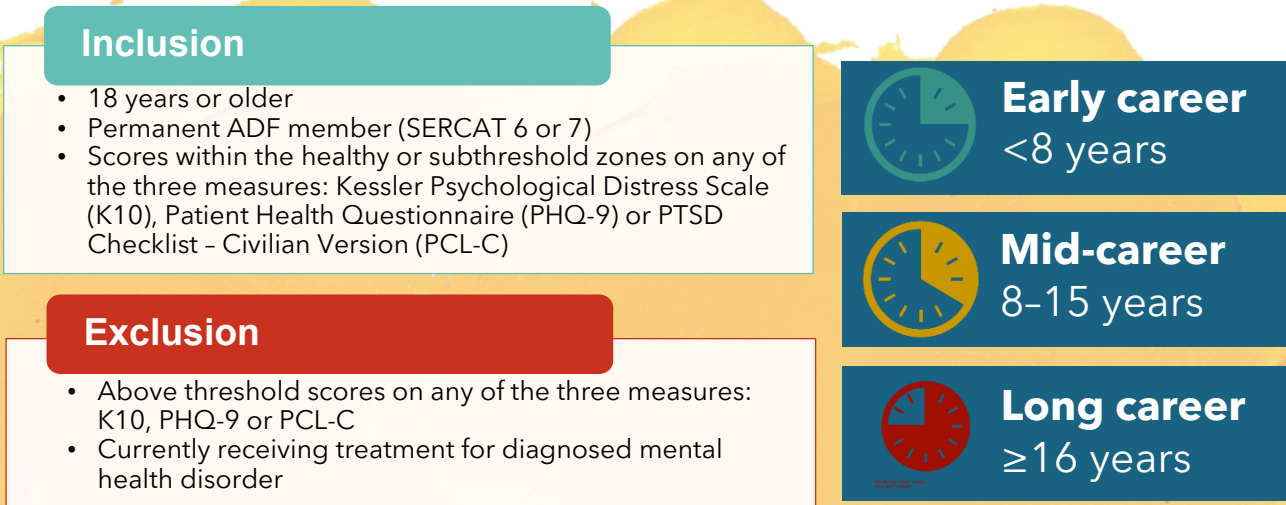 Inclusion
• 18 years or older
• Permanent ADF member (SERCAT 6 or 7)
• Scores within the healthy or subthreshold zones on any of
the three measures: Kessler Psychological Distress Scale
(K10), Patient Health Questionnaire (PHQ-9) or PTSD
Checklist – Civilian Version (PCL-C)
Exclusion
• Above threshold scores on any of the three measures:
K10, PHQ-9 or PCL-C
• Currently receiving treatment for diagnosed mental
health disorder
Early career
<8 years
Mid-career
8–15 years
Long career
≥16 years